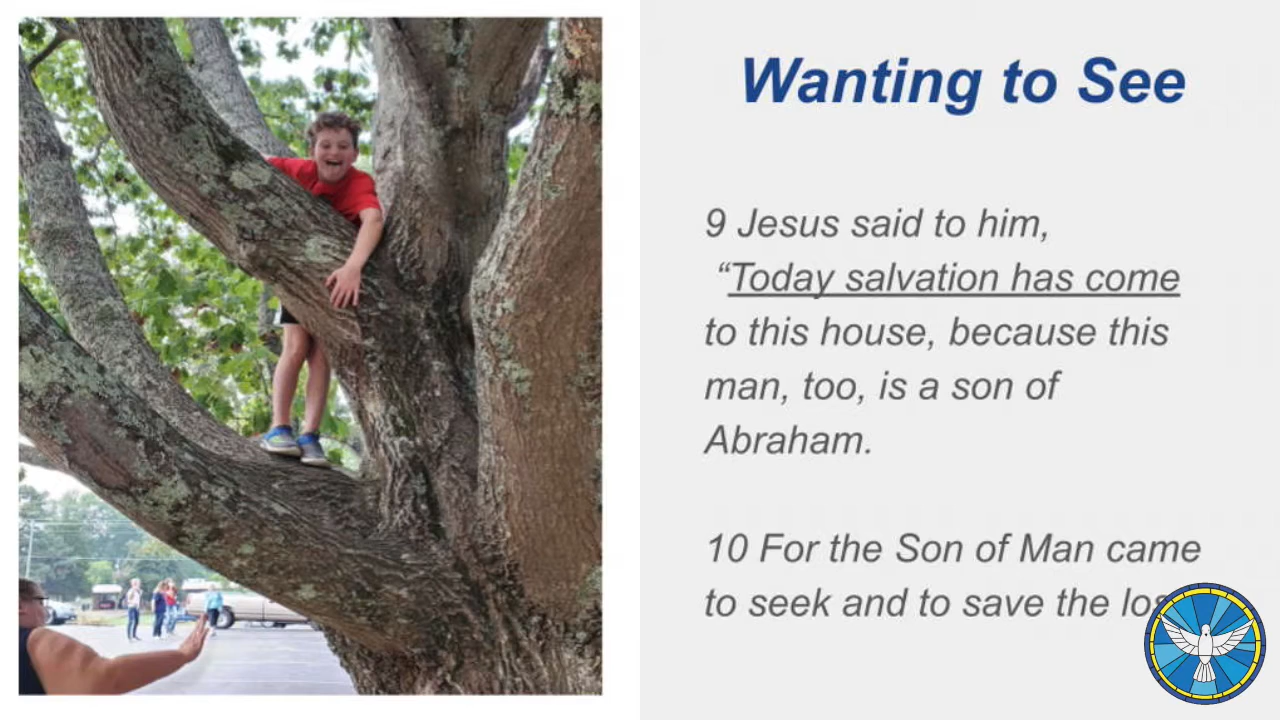 Wanting to See
9 Jesus said to him,
“Today salvation has come
to this house, because this
man, too, is a son of
Abraham.
10 For the Son of Man came
to seek and to save the